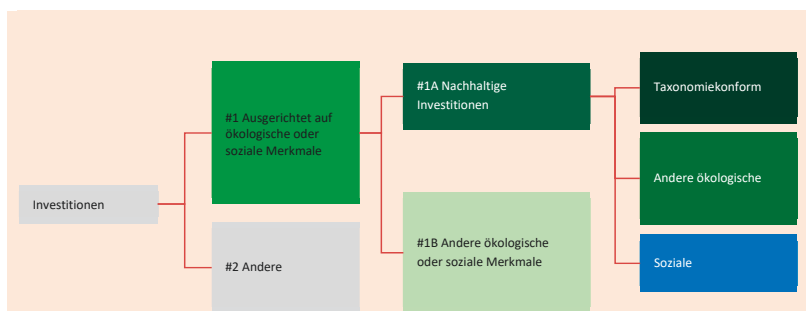 Investitionen
#1 Ausgerichtet auf
ökologische oder
soziale Merkmale
#2 Andere
#1A Nachhaltige
Investitionen
#1B Andere ökologische
oder soziale Merkmale
Taxonomiekonform
Andere ökologische
Soziale